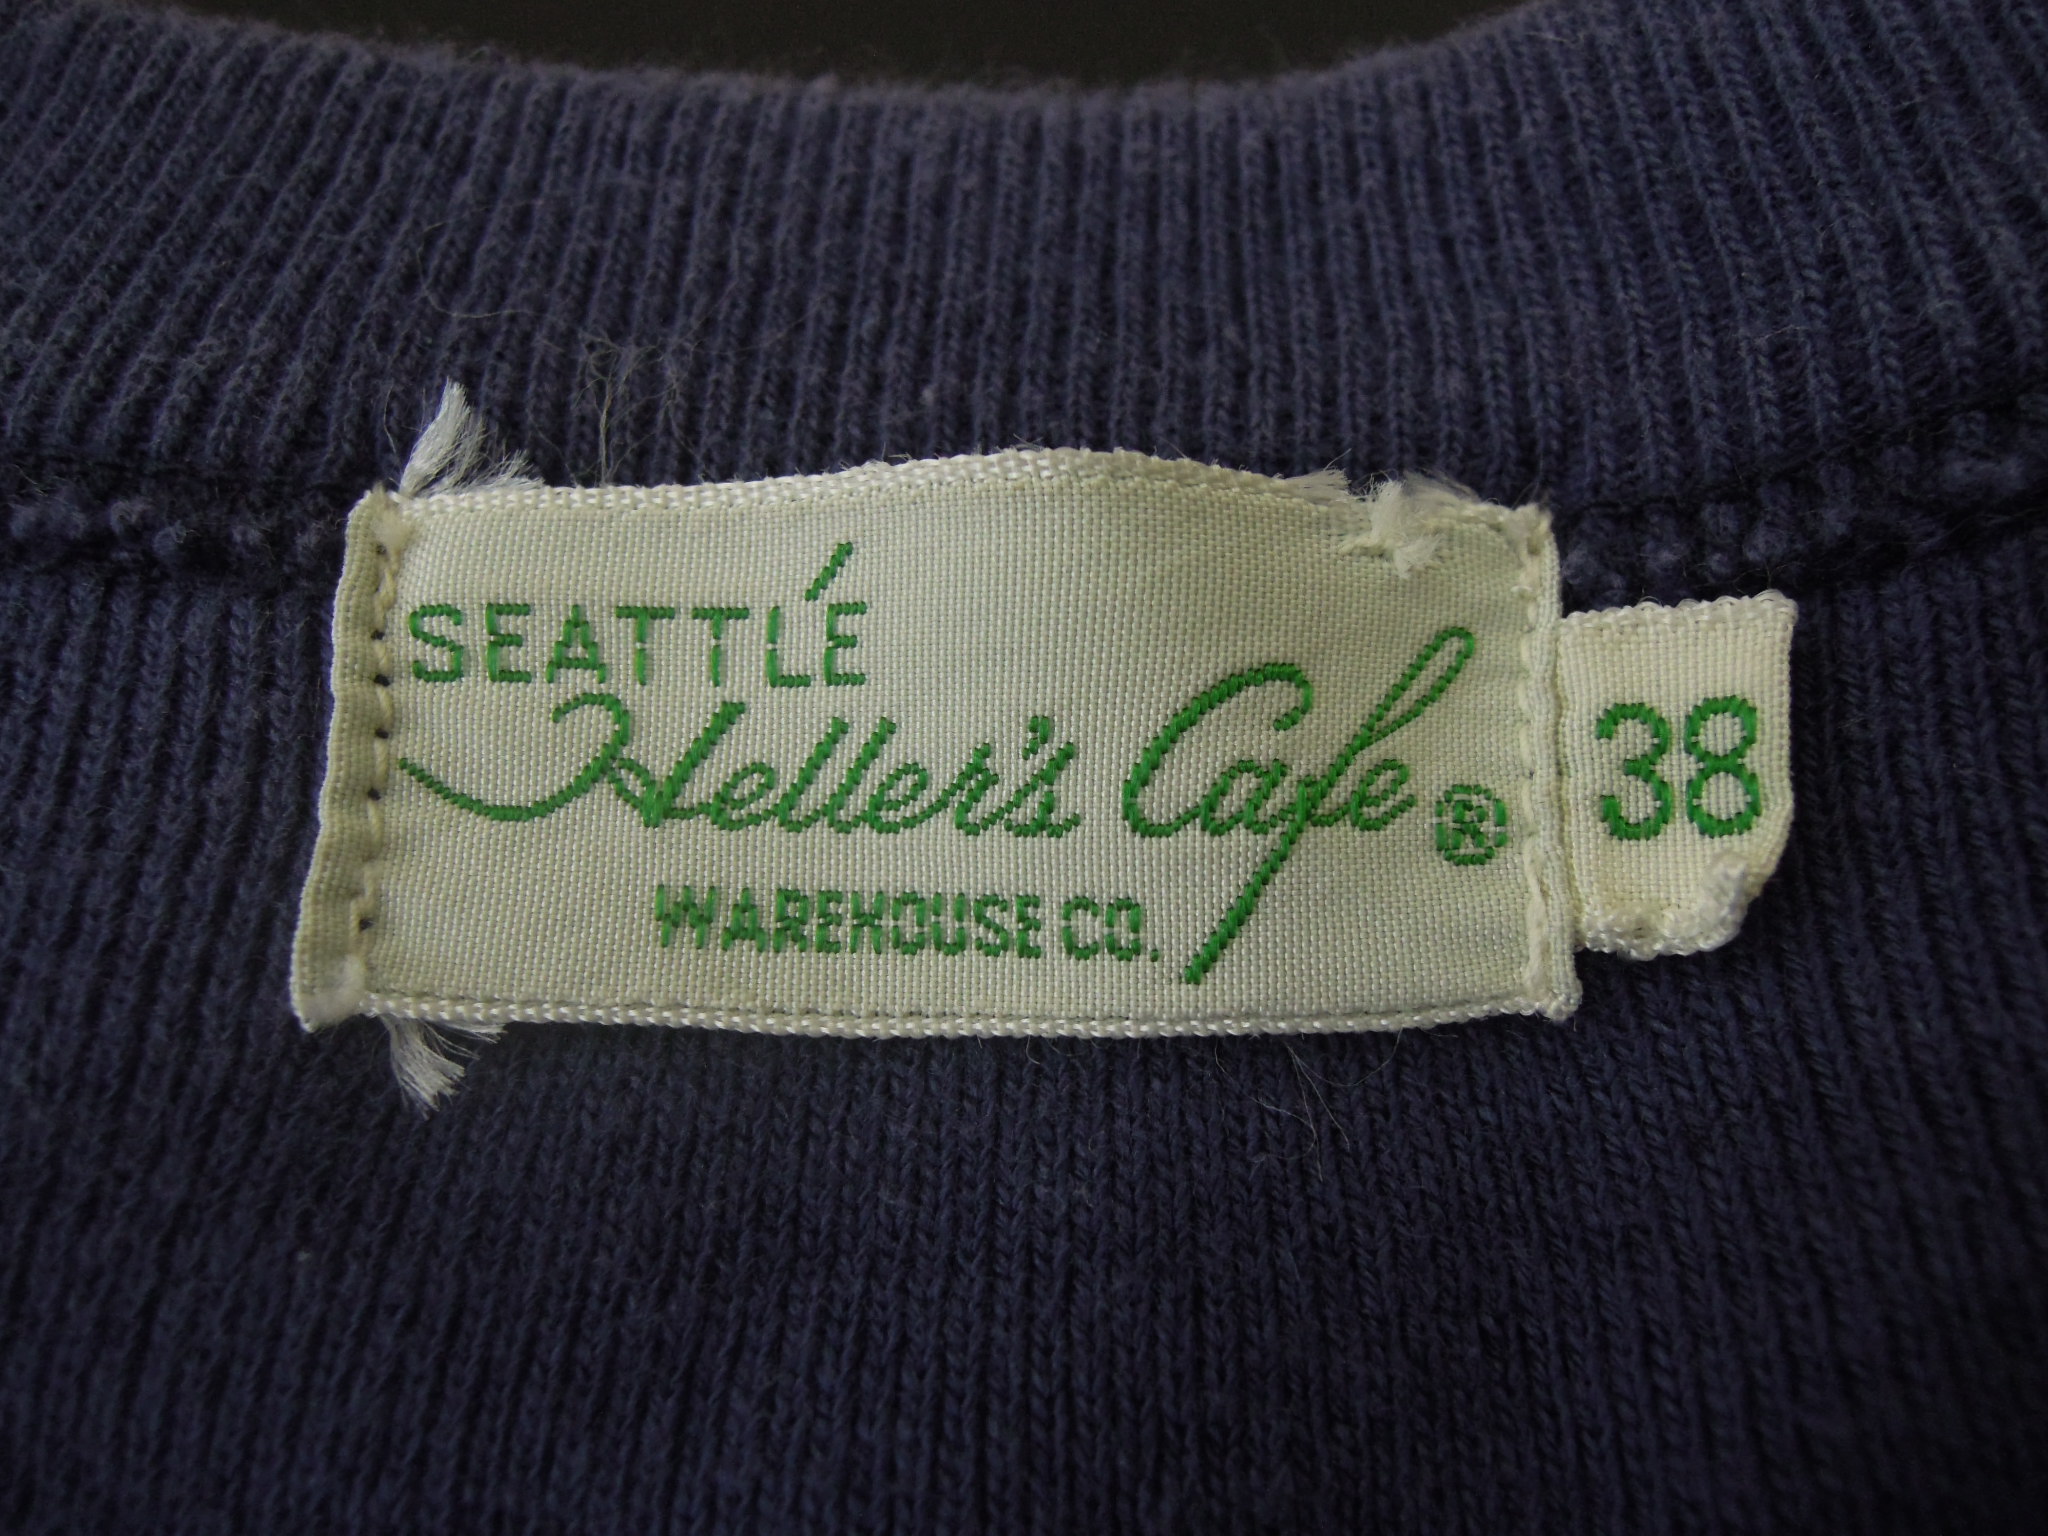 SEATTLÉ
Heller's Cafe ®
WAREHOUSE CO.
38